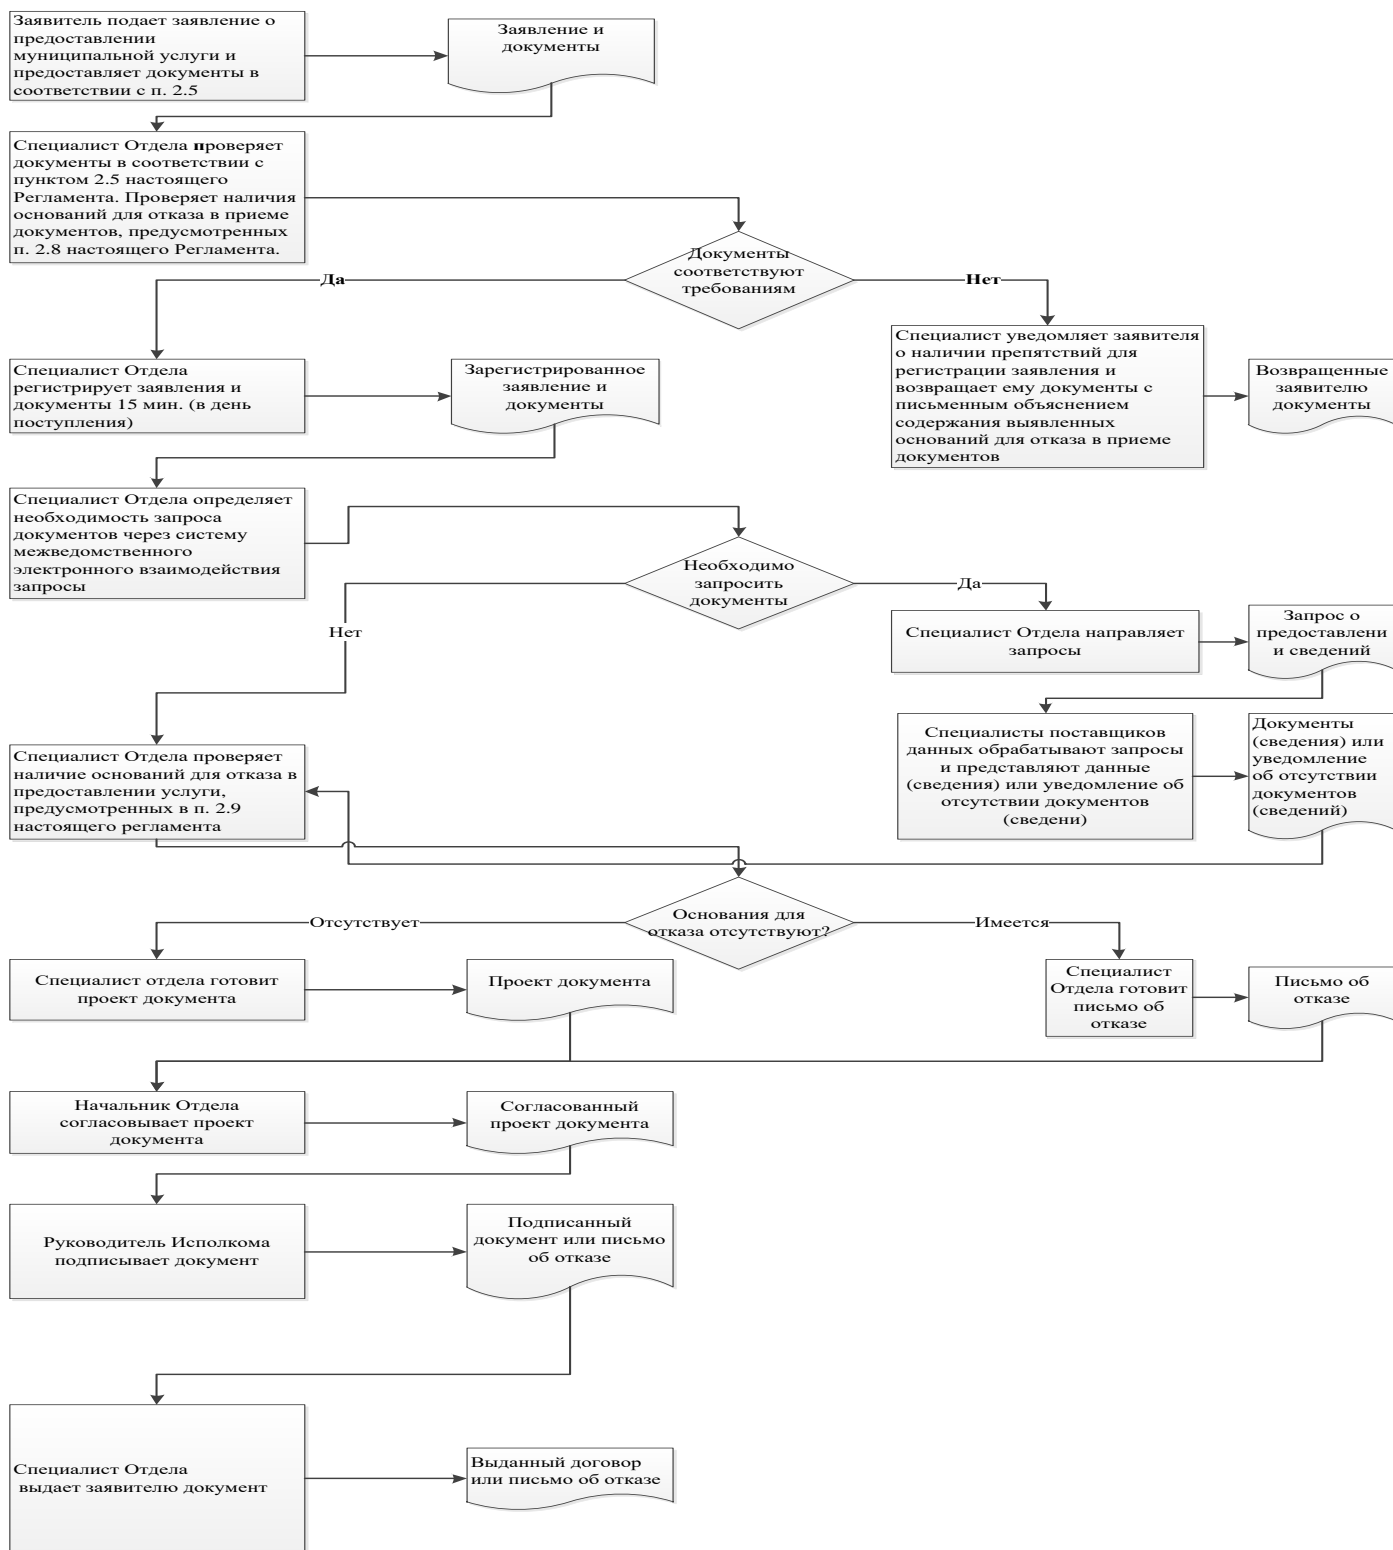 Заявитель подает заявление о
предоставлении
муниципальной услуги и
предоставляет документы в
соответствии с п. 2.5
Заявление и
документы
Специалист Отдела проверяет
документы в соответствии с
пунктом 2.5 настоящего
Регламента. Проверяет наличия
оснований для отказа в приеме
документов, предусмотренных
п. 2.8 настоящего Регламента.
Документы
соответствуют
требованиям
Да
Нет
Специалист Отдела
регистрирует заявления и
документы 15 мин. (в день
поступления)
Зарегистрированное
заявление и
документы
Специалист уведомляет заявителя
о наличии препятствий для
регистрации заявления и
возвращает ему документы с
письменным объяснением
содержания выявленных
оснований для отказа в приеме
документов
Возвращенные
заявителю
документы
Специалист Отдела определяет
необходимость запроса
документов через систему
межведомственного
электронного взаимодействия
запросы
Необходимо
запросить
документы
Да
Нет
Специалист Отдела направляет
запросы
Запрос о
предоставлени
и сведений
Специалисты поставщиков
данных обрабатывают запросы
и представляют данные
(сведения) или уведомление об
отсутствии документов
(сведени)
Документы
(сведения) или
уведомление
об отсутствии
документов
(сведений)
Специалист Отдела проверяет
наличие оснований для отказа в
предоставлении услуги,
предусмотренных в п. 2.9
настоящего регламента
Основания для
отказа отсутствуют?
Отсутствует
Имеется
Специалист отдела готовит
проект документа
Проект документа
Специалист
Отдела готовит
письмо об
отказе
Письмо об
отказе
Начальник Отдела
согласовывает проект
документа
Согласованный
проект документа
Руководитель Исполкома
подписывает документ
Подписанный
документ или письмо
об отказе
Специалист Отдела
выдает заявителю документ
Выданный договор
или письмо об отказе